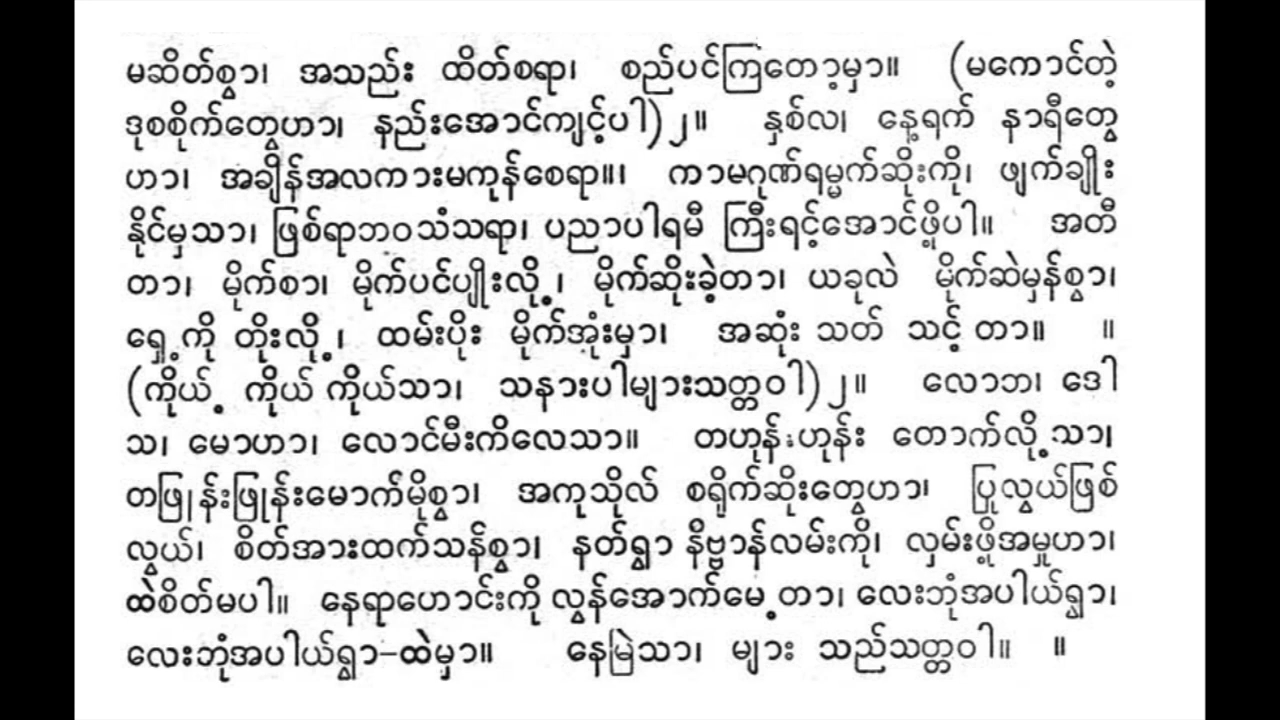 မဆိတ်စွာ၊ အသည်း ထိတ်စရာ၊ စည်ပင်ကြတော့မှာ။ (မကောင်တဲ့
ဒုစစိုက်တွေဟာ၊ နည်းအောင်ကျင့်ပါ)၂။ နှစ်လ၊ နေ့ရက် နာရီတွေ
ဟာ၊ အချိန်အလကားမကုန်စေရာ။၊ ကာမဂုဏ်ရမ္မက်ဆိုးကို၊ ဖျက်ချိုး
နိုင်မှသာ၊ ဖြစ်ရာဘဝသံသရာ၊ ပညာပါရမီ ကြီးရင့်အောင်ဖို့ပါ။ အတီ
တာ၊ မိုက်စာ၊ မိုက်ပင်ပျိုးလို့၊ မိုက်ဆိုးခဲ့တာ၊ ယခုလဲ မိုက်ဆဲမှန်စွာ၊
ရှေ့ကို တိုးလို့၊ ထမ်းပိုး မိုက်အုံးမှာ၊ အဆုံး သတ် သင့် တာ။ ။
(ကိုယ့် ကိုယ် ကိုယ်သာ၊ သနားပါများသတ္တဝါ)၂။ လောဘ၊ ဒေါ
သ၊ မောဟာ၊ လောင်မီးကိလေသာ။ တဟုန်းဟုန်း တောက်လို့သာ၊
တဖြုန်းဖြုန်းမောက်မိုစွာ၊ အကုသိုလ် စရိုက်ဆိုးတွေဟာ၊ ပြုလွယ်ဖြစ်
လွယ်၊ စိတ်အားထက်သန်စွာ၊ နတ်ရွာ နိဗ္ဗာန်လမ်းကို၊ လှမ်းဖို့အမှုဟာ၊
ထဲစိတ်မပါ။ နေရာဟောင်းကို လွန်အောက်မေ့တာ၊ လေးဘုံအပါယ်ရွာ၊
လေးဘုံအပါယ်ရွာ–ထဲမှာ။ နေမြဲသာ၊ များ သည်သတ္တဝါ။ ။